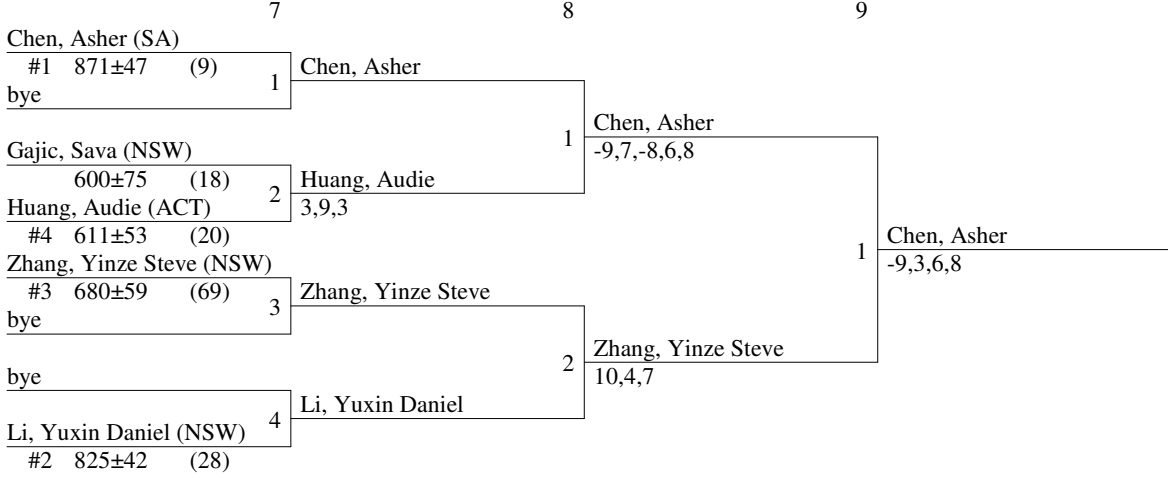 7 8 9
Chen, Asher (SA)
#1 871±47 (9)
bye
1
Chen, Asher
Gajic, Sava (NSW)
600±75 (18)
Huang, Audie (ACT)
#4 611±53 (20)
2
Huang, Audie
3,9,3
1
Chen, Asher
-9,7,-8,6,8
Zhang, Yinze Steve (NSW)
#3 680±59 (69)
bye
3
Zhang, Yinze Steve
bye
Li, Yuxin Daniel (NSW)
#2 825±42 (28)
4
Li, Yuxin Daniel
2
Zhang, Yinze Steve
10,4,7
1
Chen, Asher
-9,3,6,8